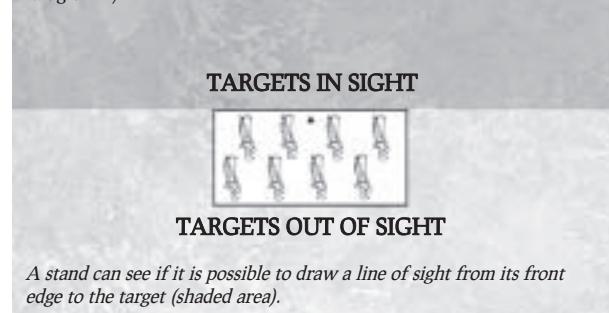 TARGETS IN SIGHT
TARGETS OUT OF SIGHT
A stand can see if it is possible to draw a line of sight from its front
edge to the target (shaded area).